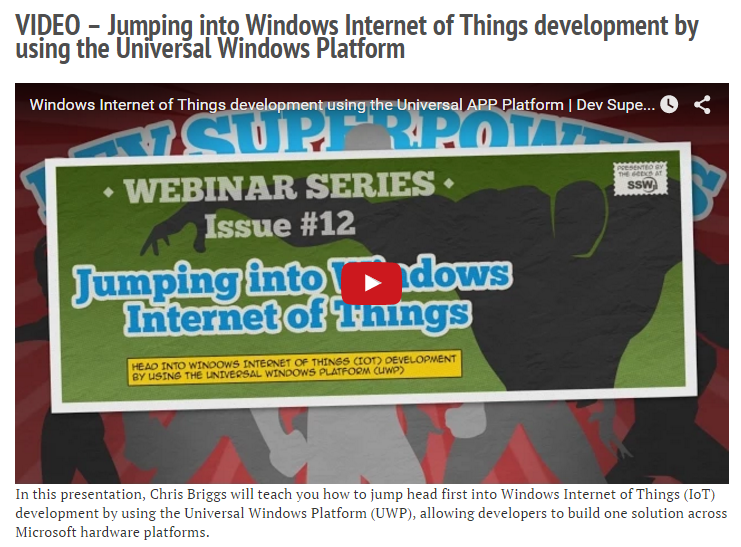 VIDEO – Jumping into Windows Internet of Things development by
using the Universal Windows Platform
Windows Internet of Things development using the Universal APP Platform | Dev Supe...
DEV SUPERPOWERS
• WEBINAR SERIES •
Issue #12
PRESENTED BY
THE GEEKS AT
SSW
Jumping into Windows
Internet of Things
HEAD INTO WINDOWS INTERNET OF THINGS (IOT) DEVELOPMENT
BY USING THE UNIVERSAL WINDOWS PLATFORM (UWP)
In this presentation, Chris Briggs will teach you how to jump head first into Windows Internet of Things (IoT)
development by using the Universal Windows Platform (UWP), allowing developers to build one solution across
Microsoft hardware platforms.